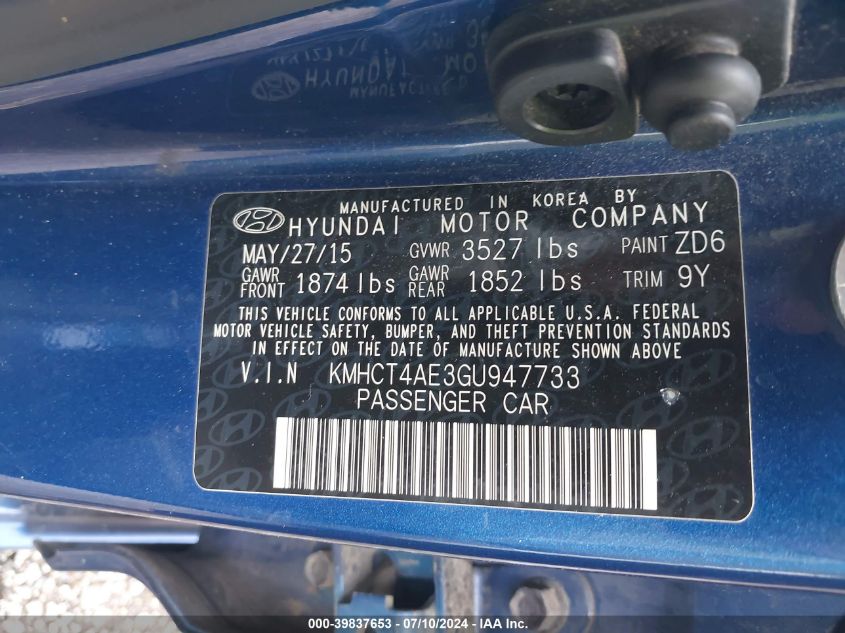 MANUFACTURED IN KOREA BY
HYUNDAI MOTOR COMPANY
MAY/27/15 GVWR 3527 lbs PAINT ZD6
GAWR FRONT 1874 lbs GAWR REAR 1852 lbs TRIM 9Y
THIS VEHICLE CONFORMS TO ALL APPLICABLE U.S.A. FEDERAL
MOTOR VEHICLE SAFETY, BUMPER, AND THEFT PREVENTION STANDARDS
IN EFFECT ON THE DATE OF MANUFACTURE SHOWN ABOVE
V.I.N KMHCT4AE3GU947733
PASSENGER CAR
000-39837653 - 07/10/2024 - IAA Inc.